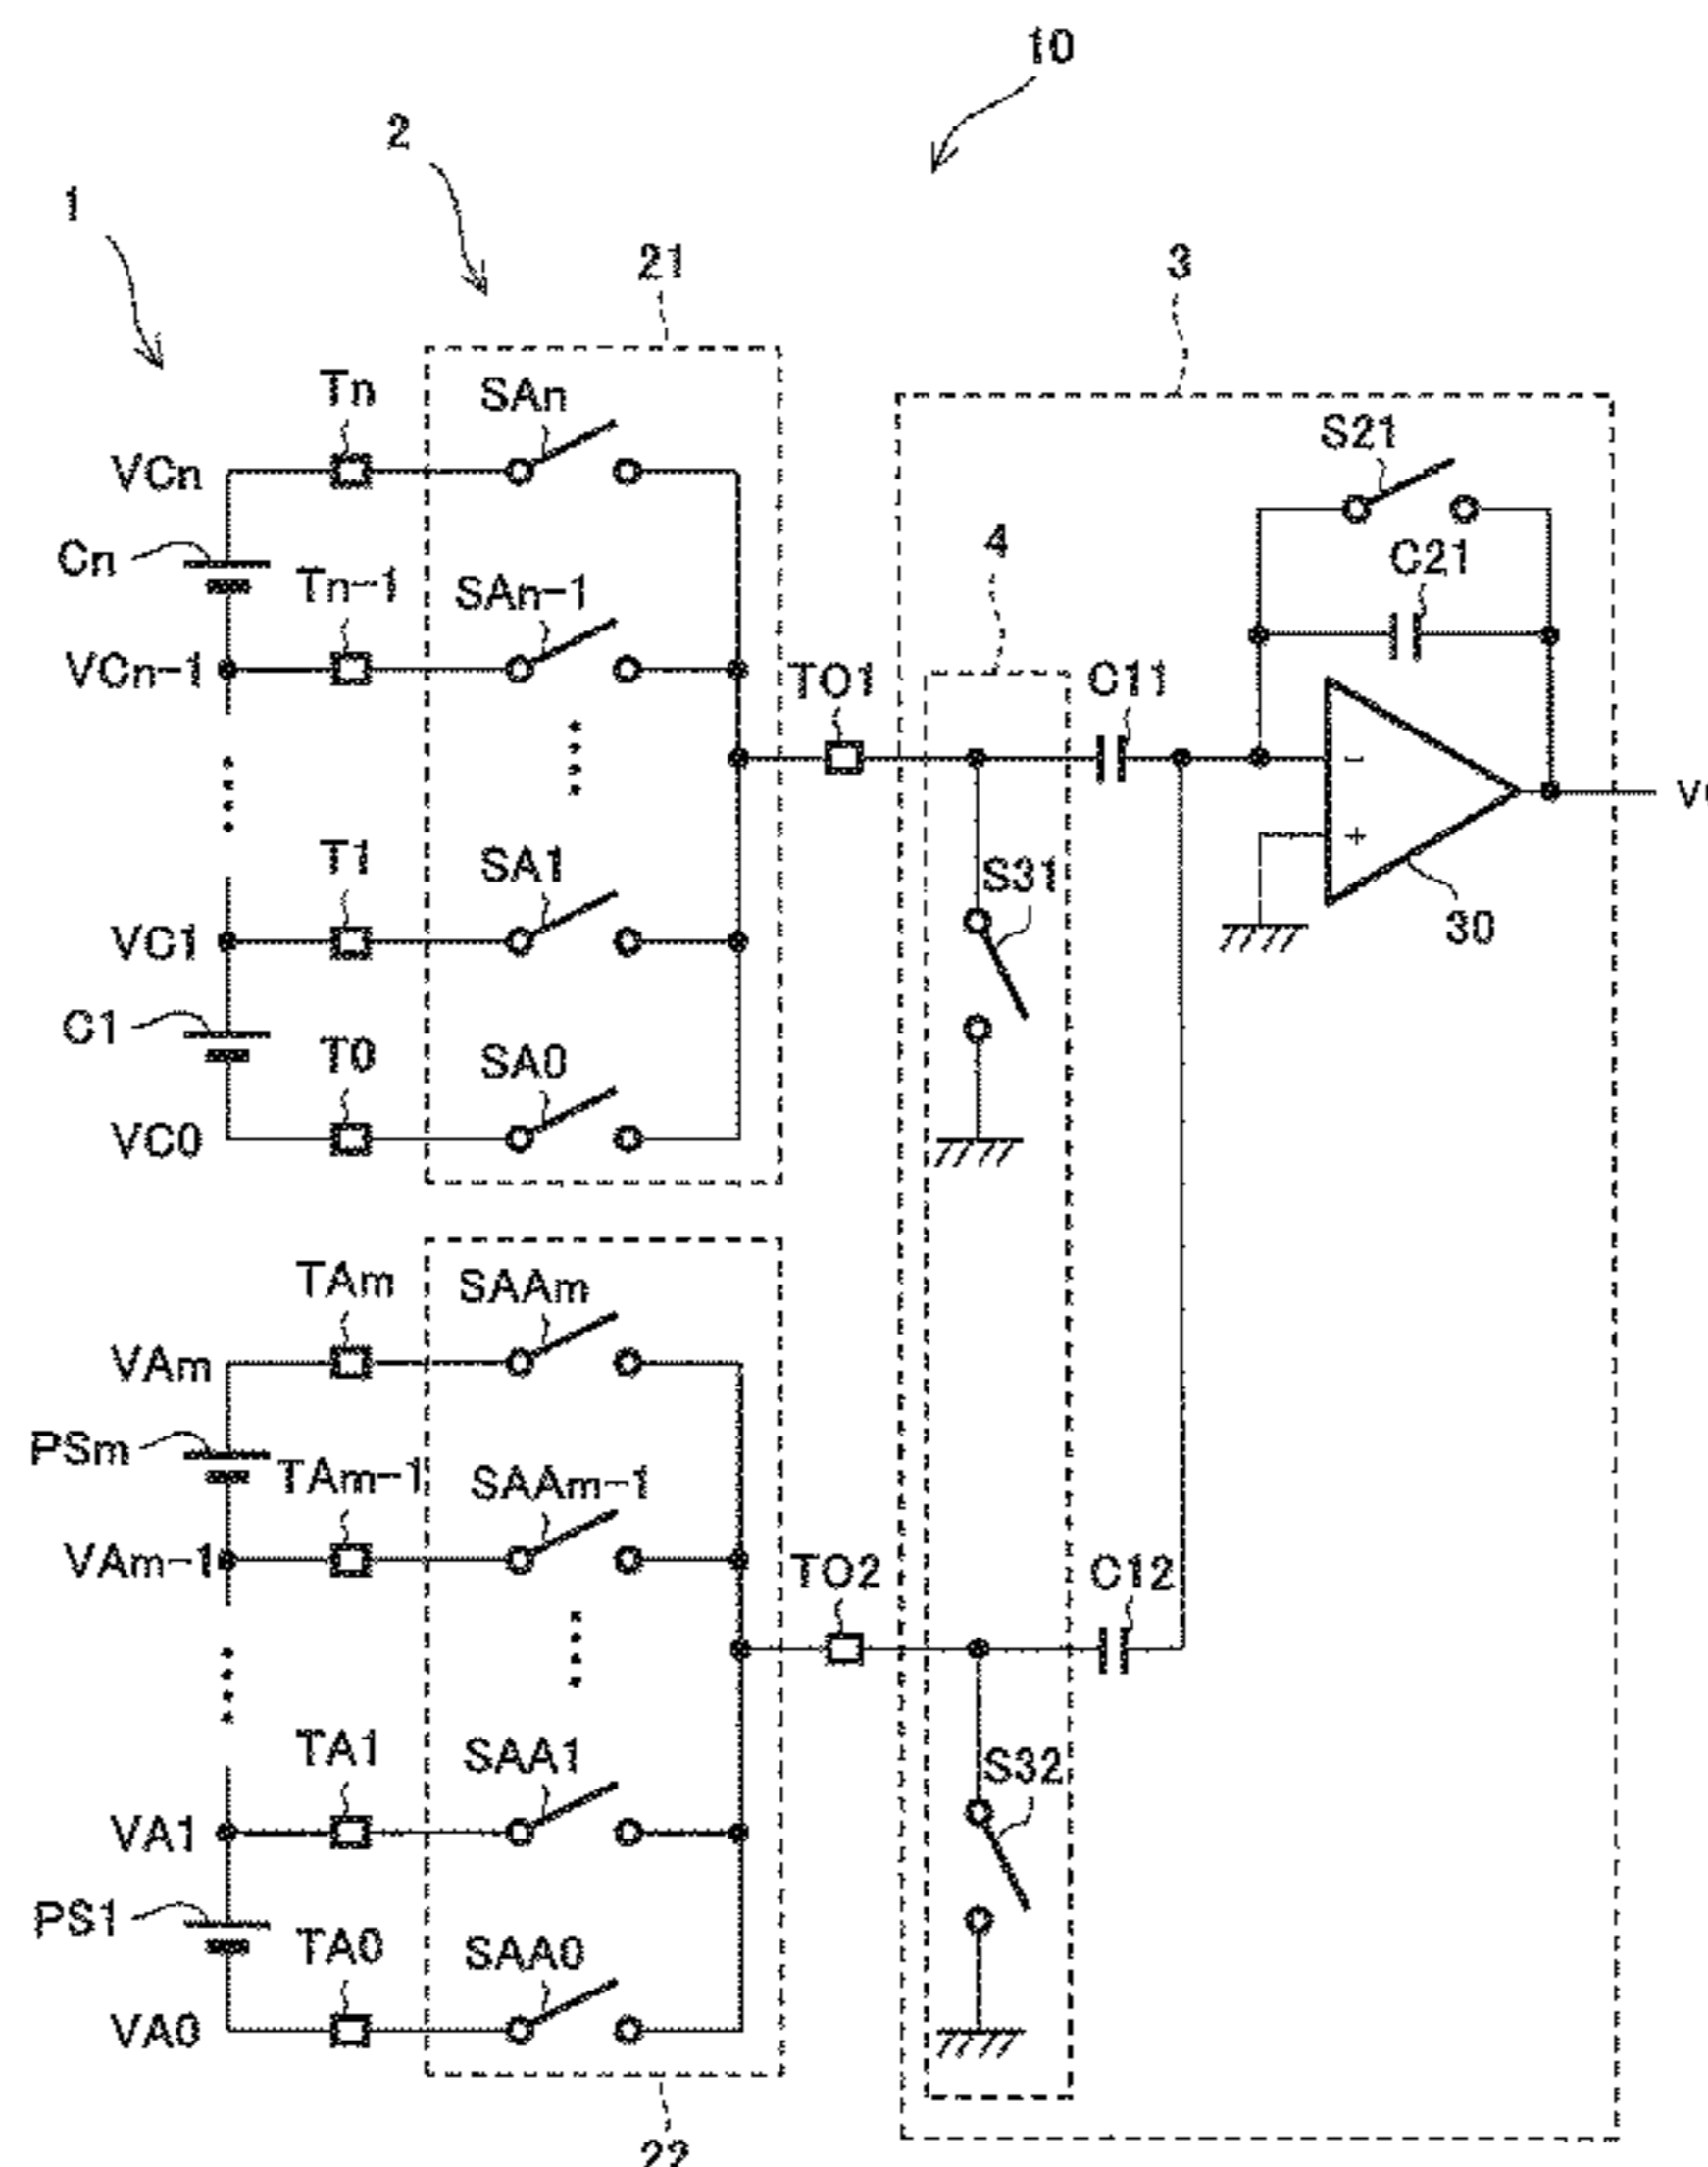 10
2
1
21
3
Tn
SAn
VCn
S21
Cn
Tn-1
SAn-1
4
C21
VCn-1
TO1
C11
-
T1
SA1
S31
+
VC1
30
C1
T0
SA0
VC0
TAm
SAAm
VAm
PSm
TAm-1
SAAm-1
VAm-1
TO2
C12
TA1
SAA1
S32
VA1
PS1
TA0
SAA0
VA0
22